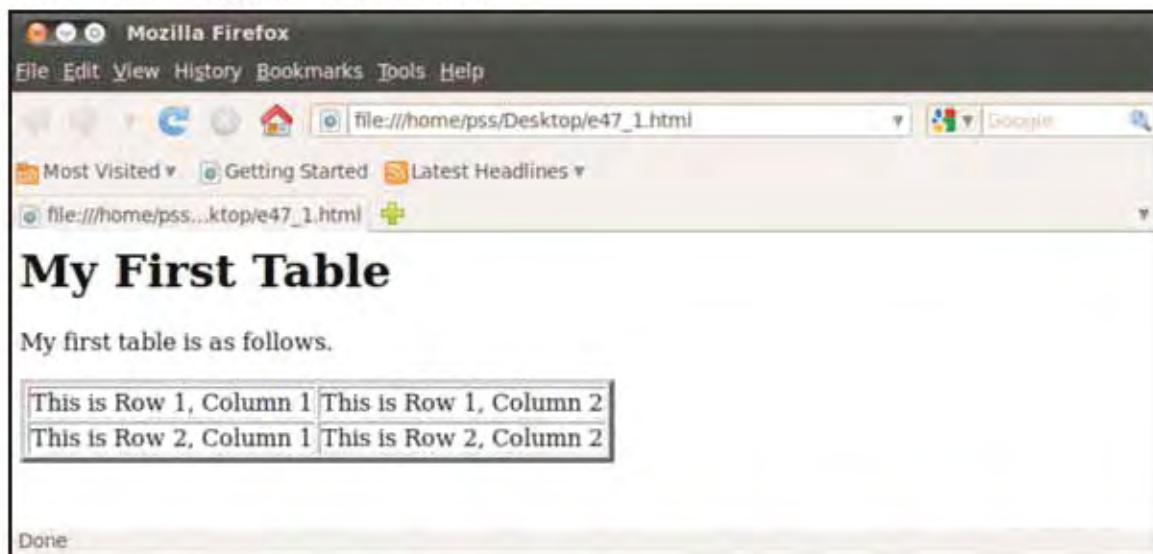 Mozilla Firefox
File Edit View History Bookmarks Tools Help
file:///home/pss/Desktop/e47_1.html Google
Most Visited Getting Started Latest Headlines
file:///home/pss...ktop/e47_1.html
My First Table
My first table is as follows.
This is Row 1, Column 1 This is Row 1, Column 2
This is Row 2, Column 1 This is Row 2, Column 2
Done